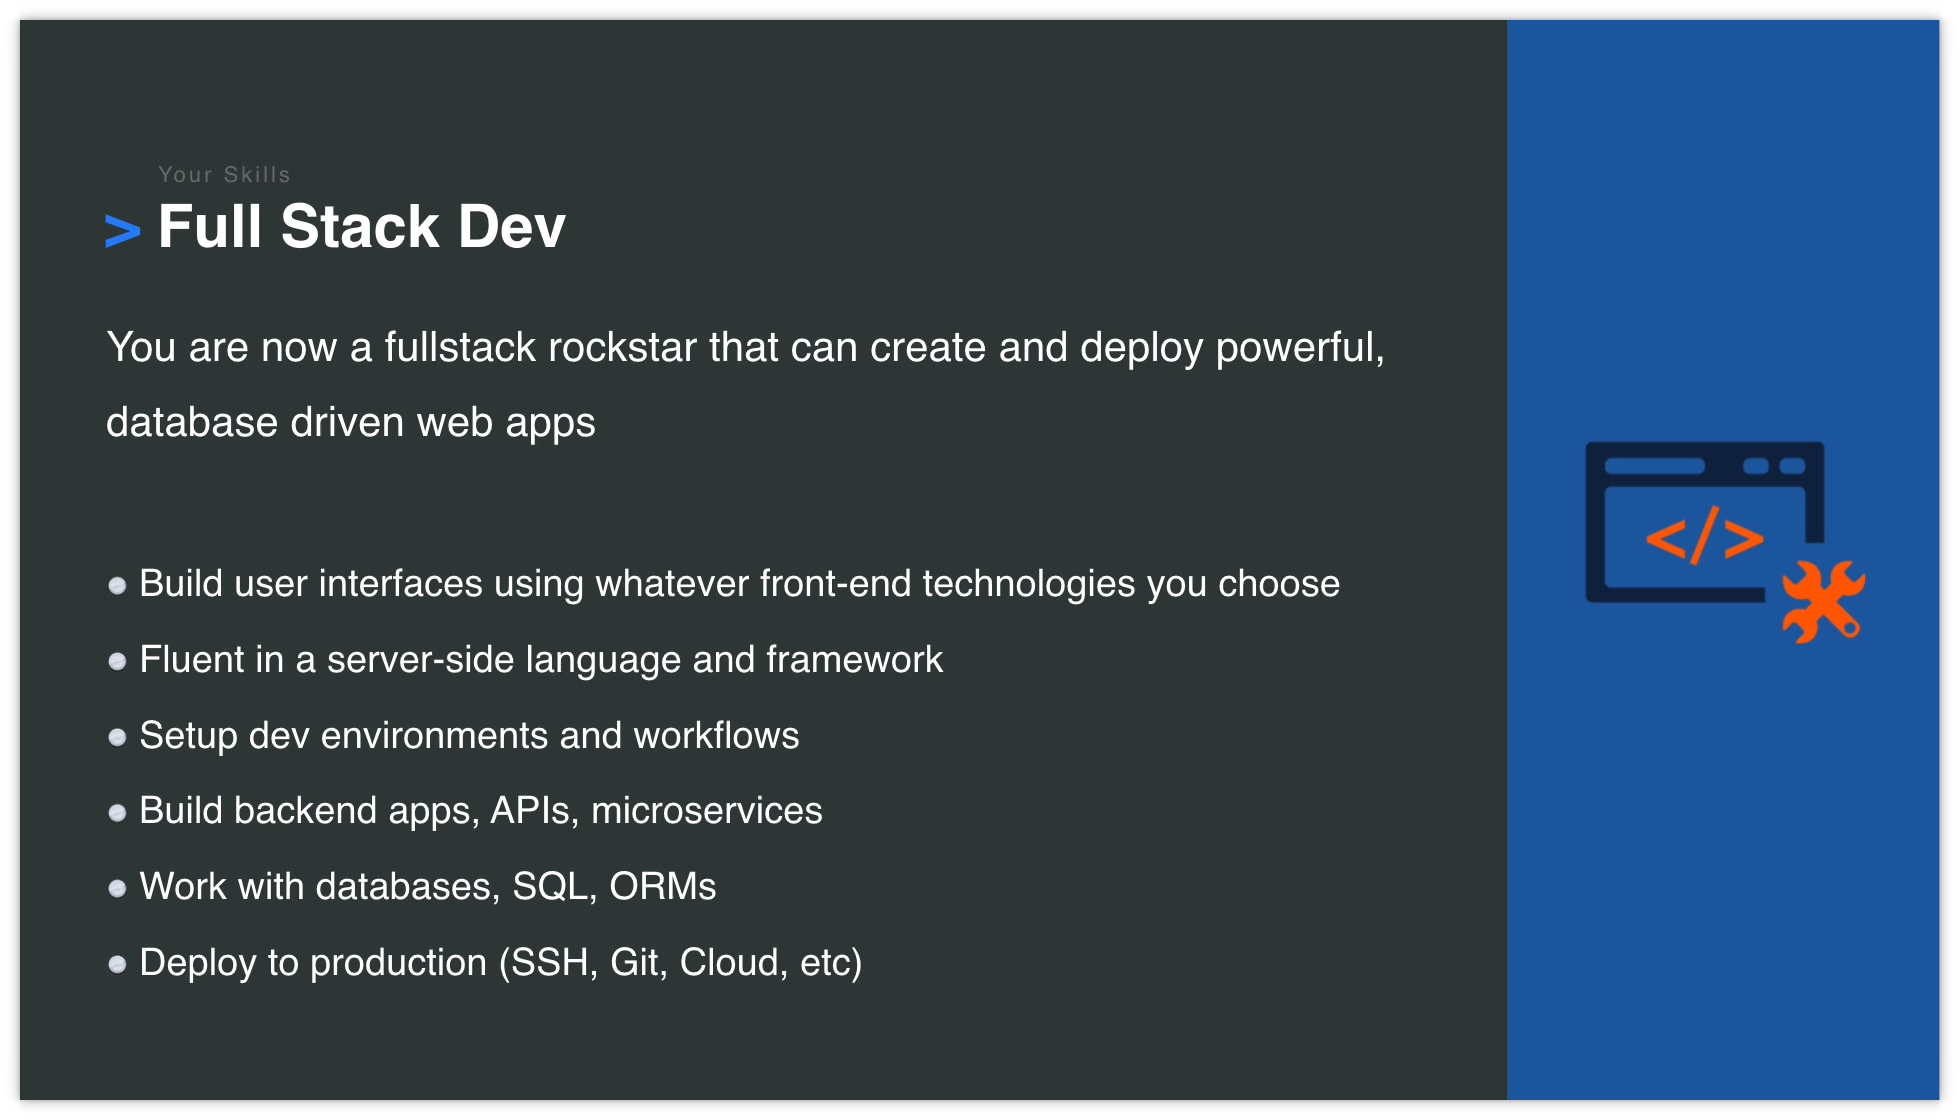 Your Skills
> Full Stack Dev
You are now a fullstack rockstar that can create and deploy powerful,
database driven web apps
Build user interfaces using whatever front-end technologies you choose
Fluent in a server-side language and framework
Setup dev environments and workflows
Build backend apps, APIs, microservices
Work with databases, SQL, ORMs
Deploy to production (SSH, Git, Cloud, etc)
</>